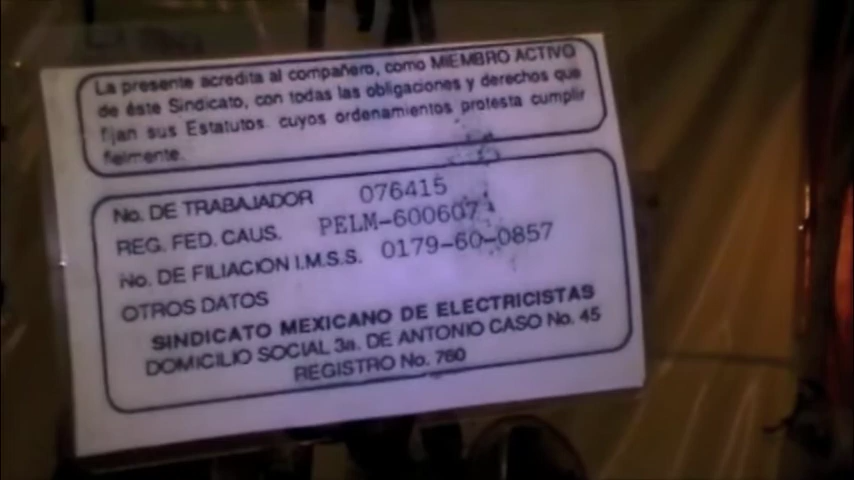 La presente acredita al compañero, como MIEMBRO ACTIVO
de éste Sindicato, con todas las obligaciones y derechos que
fijan sus Estatutos. cuyos ordenamientos protesta cumplir
fielmente.
No. DE TRABAJADOR 076415
REG. FED. CAUS. PELM-600607
No. DE FILIACION I.M.S.S. 0179-60-0857
OTROS DATOS
SINDICATO MEXICANO DE ELECTRICISTAS
DOMICILIO SOCIAL 3a. DE ANTONIO CASO No. 45
REGISTRO No. 760